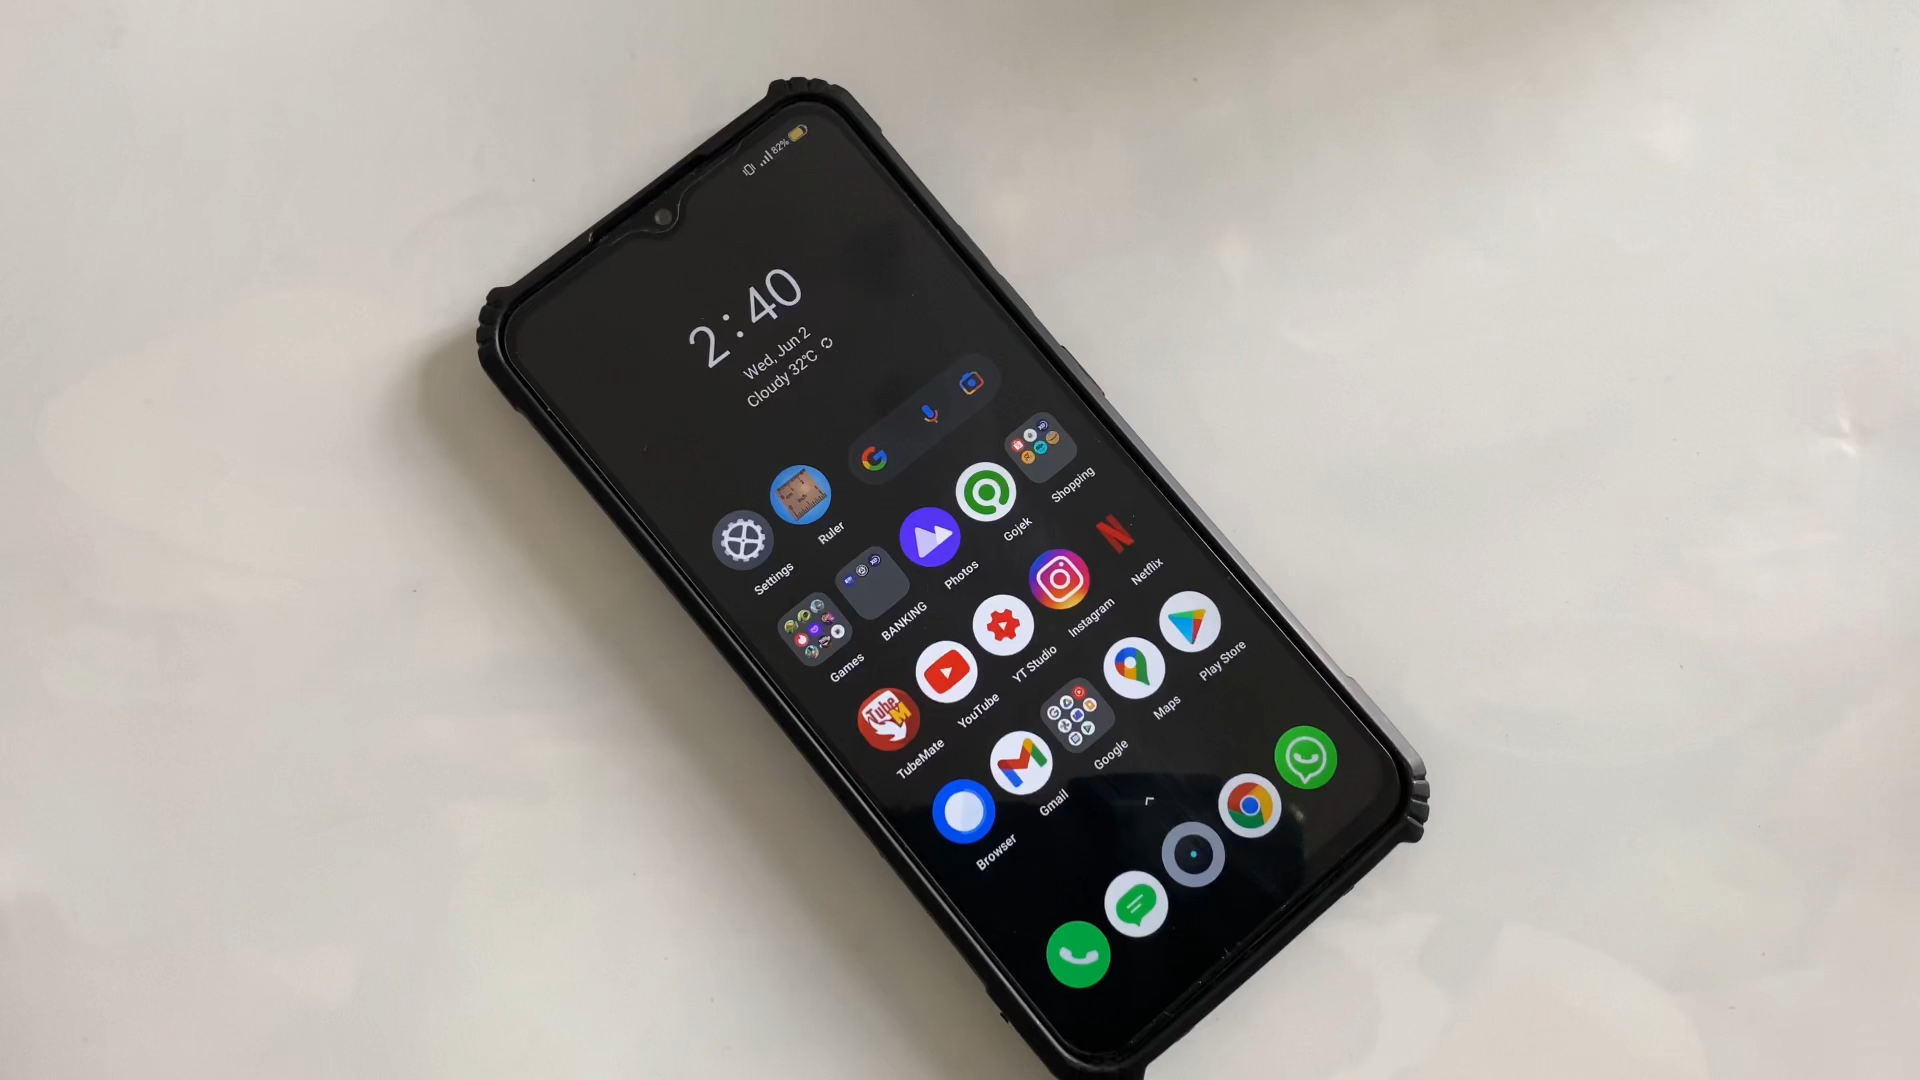 82%
2:40
Wed, Jun 2
Cloudy 32°C
Settings
Ruler
Games
BANKING
Photos
Gojek
Shopping
TubeMate
YouTube
YT Studio
Instagram
Netflix
Browser
Gmail
Google
Maps
Play Store